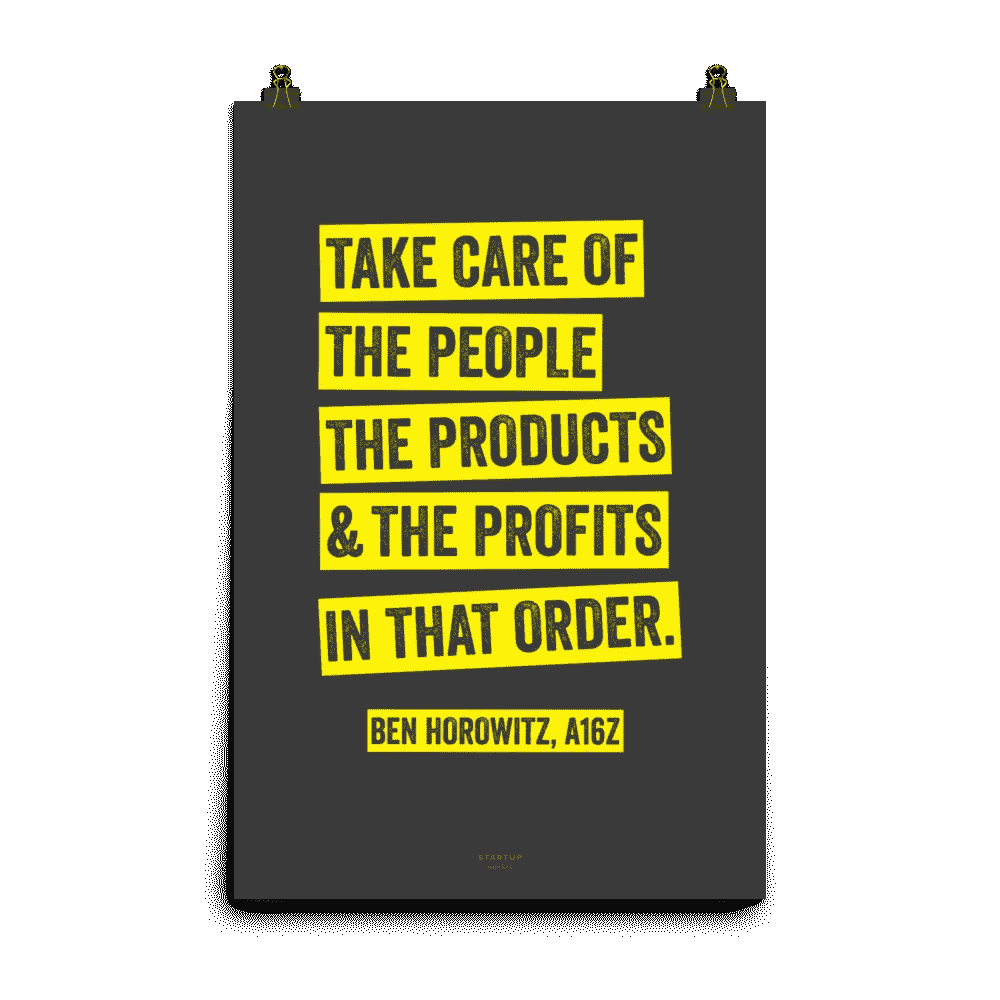 TAKE CARE OF
THE PEOPLE
THE PRODUCTS
& THE PROFITS
IN THAT ORDER.
BEN HOROWITZ, A16Z
STARTUP